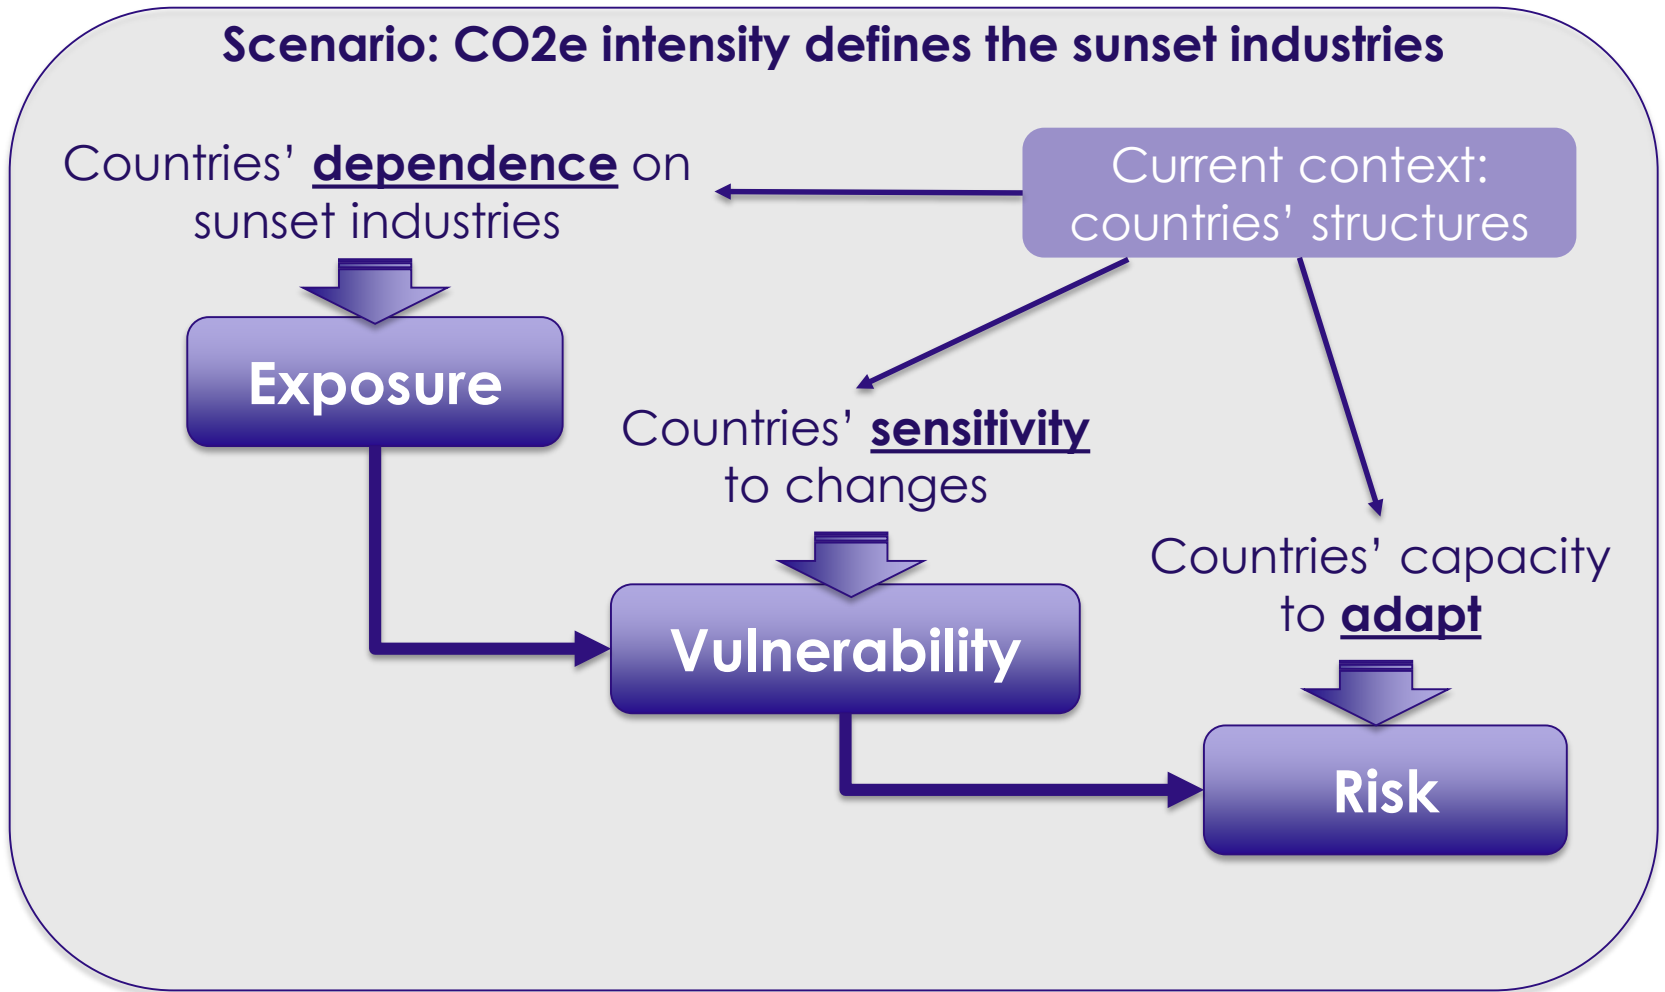 Scenario: CO2e intensity defines the sunset industries
Countries’ dependence on
sunset industries
Current context:
countries’ structures
Exposure
Countries’ sensitivity
to changes
Vulnerability
Countries’ capacity
to adapt
Risk